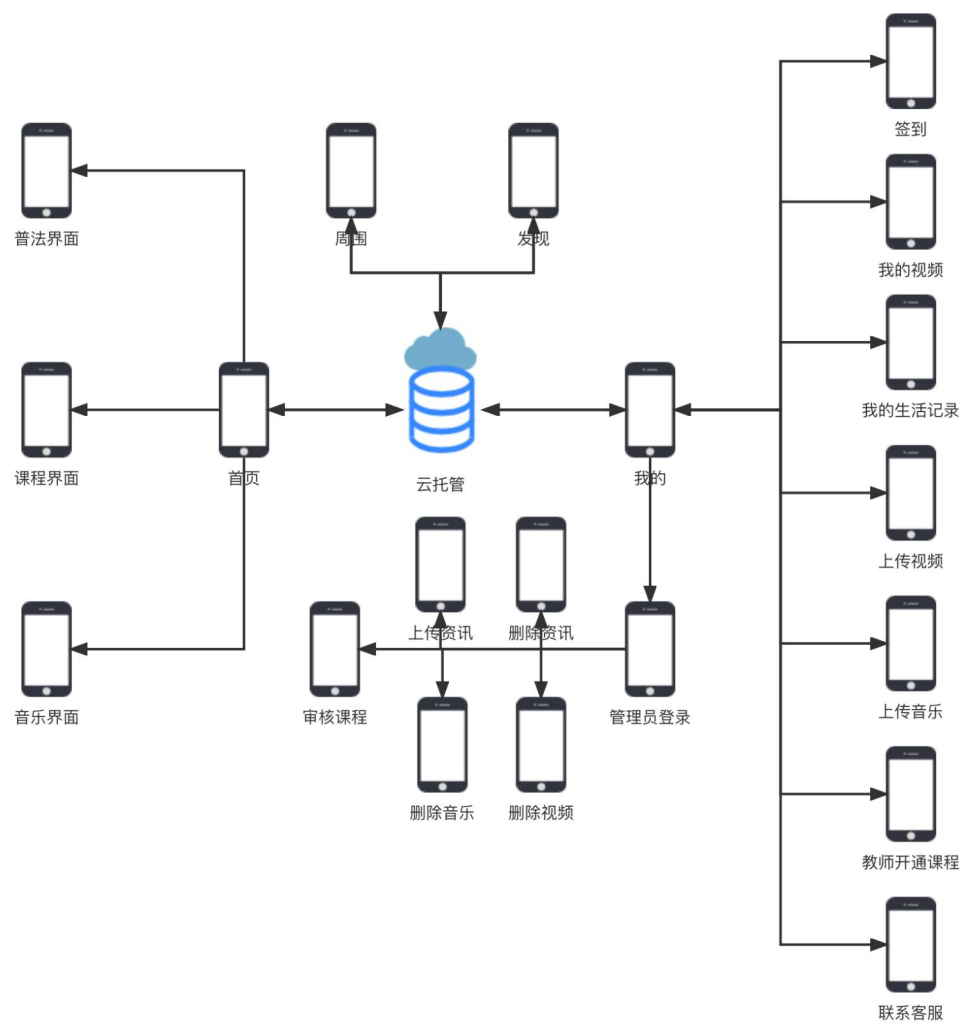 签到
普法界面
周围
发现
我的视频
我的生活记录
课程界面
首页
云托管
我的
上传视频
上传资讯
删除资讯
音乐界面
审核课程
管理员登录
上传音乐
删除音乐
删除视频
教师开通课程
联系客服